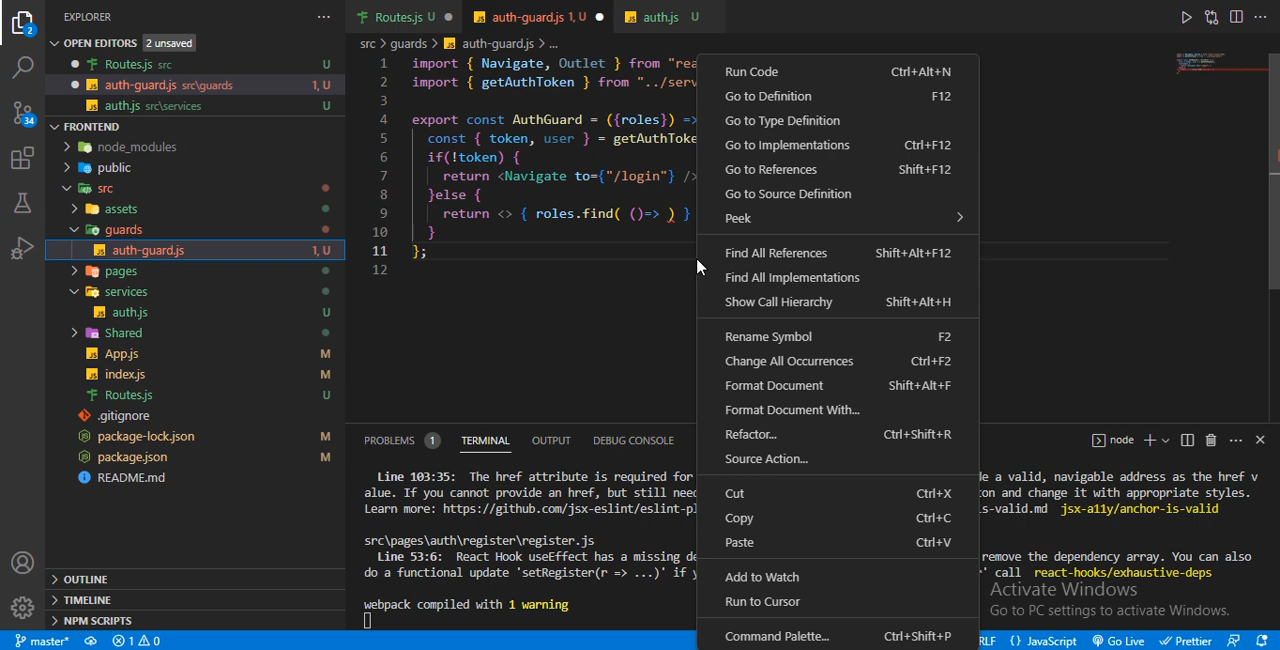 EXPLORER
OPEN EDITORS 2 unsaved
Routes.js src U
auth-guard.js src\guards 1, U
auth.js src\services U
FRONTEND
node_modules
public
src
assets
guards
auth-guard.js 1, U
pages
services
auth.js U
Shared
App.js M
index.js M
Routes.js U
.gitignore
package-lock.json M
package.json M
README.md
OUTLINE
TIMELINE
NPM SCRIPTS
2
34
Routes.js U
auth-guard.js 1, U
auth.js U
src > guards > auth-guard.js > ...
1 import { Navigate, Outlet } from "rea
2 import { getAuthToken } from "../serv
3
4 export const AuthGuard = ({roles}) =>
5 const { token, user } = getAuthToke
6 if(!token) {
7 return <Navigate to={"/login"} />
8 }else {
9 return <> { roles.find( ()=> ) }
10 }
11 };
12
Run Code Ctrl+Alt+N
Go to Definition F12
Go to Type Definition
Go to Implementations Ctrl+F12
Go to References Shift+F12
Go to Source Definition
Peek
Find All References Shift+Alt+F12
Find All Implementations
Show Call Hierarchy Shift+Alt+H
Rename Symbol F2
Change All Occurrences Ctrl+F2
Format Document Shift+Alt+F
Format Document With...
Refactor... Ctrl+Shift+R
Source Action...
Cut Ctrl+X
Copy Ctrl+C
Paste Ctrl+V
Add to Watch
Run to Cursor
Command Palette... Ctrl+Shift+P
PROBLEMS 1 TERMINAL OUTPUT DEBUG CONSOLE node
Line 103:35: The href attribute is required for le a valid, navigable address as the href v
alue. If you cannot provide an href, but still need ton and change it with appropriate styles.
Learn more: https://github.com/jsx-eslint/eslint-pl s-valid.md jsx-a11y/anchor-is-valid
src\pages\auth\register\register.js
Line 53:6: React Hook useEffect has a missing de remove the dependency array. You can also
do a functional update 'setRegister(r => ...)' if y r' call react-hooks/exhaustive-deps
webpack compiled with 1 warning
Activate Windows
Go to PC settings to activate Windows.
master* 1 0 RLF {} JavaScript Go Live Prettier